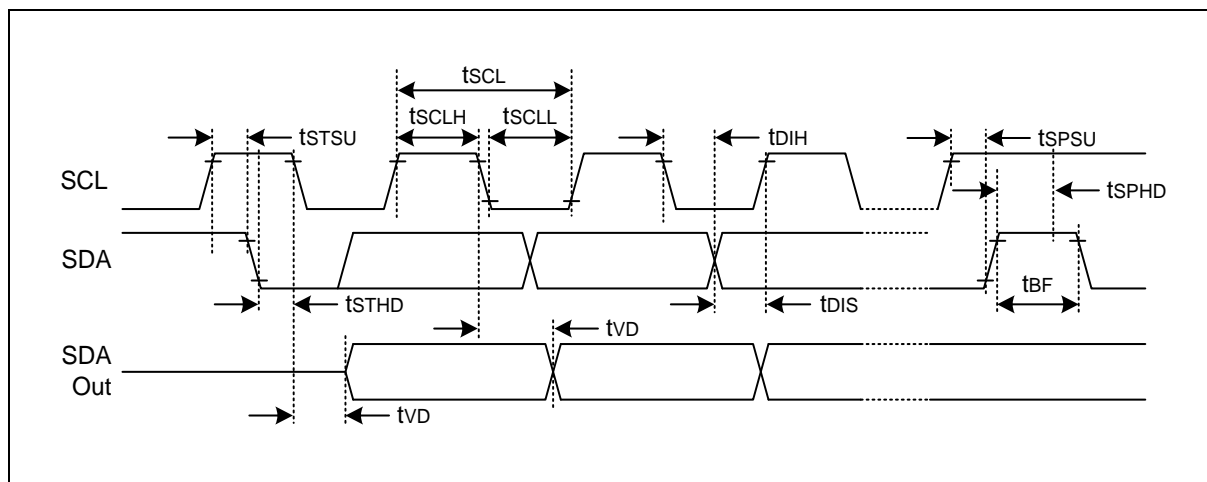 tSCL
tSCLH
tSCLL
tSTSU
tDIH
tSPSU
SCL
tSPHD
SDA
tSTHD
tDIS
tBF
tVD
SDA
Out
tVD